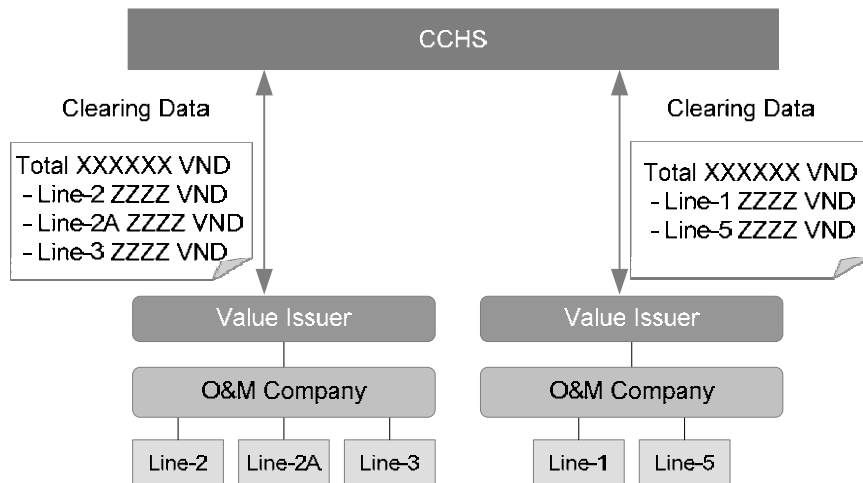 CCHS
Clearing Data
Total XXXXXX VND
- Line-2 ZZZZ VND
- Line-2A ZZZZ VND
- Line-3 ZZZZ VND
Clearing Data
Total XXXXXX VND
- Line-1 ZZZZ VND
- Line-5 ZZZZ VND
Value Issuer
Value Issuer
O&M Company
O&M Company
Line-2
Line-2A
Line-3
Line-1
Line-5